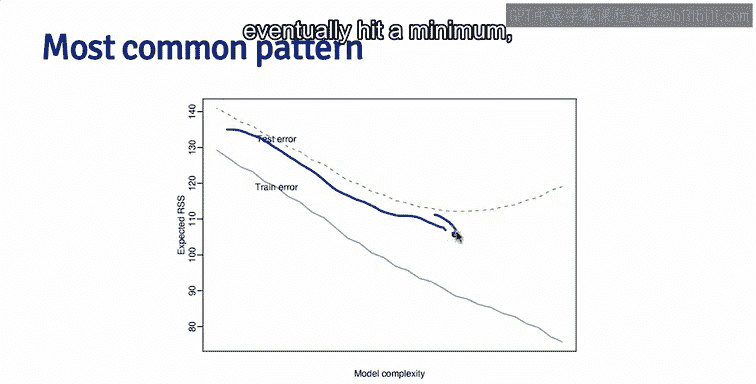 eventually hit a minimum,
Most common pattern
140
130
120
110
100
90
80
Expected RSS
Test error
Train error
Model complexity